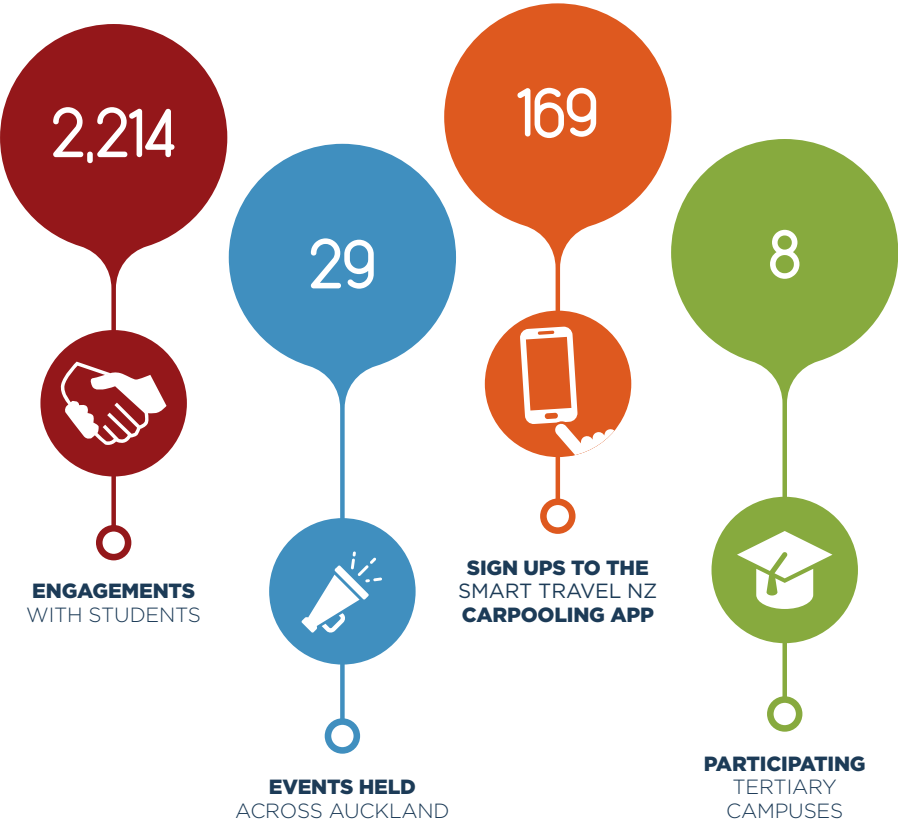 2,214
ENGAGEMENTS
WITH STUDENTS
29
EVENTS HELD
ACROSS AUCKLAND
169
SIGN UPS TO THE
SMART TRAVEL NZ
CARPOOLING APP
8
PARTICIPATING
TERTIARY
CAMPUSES